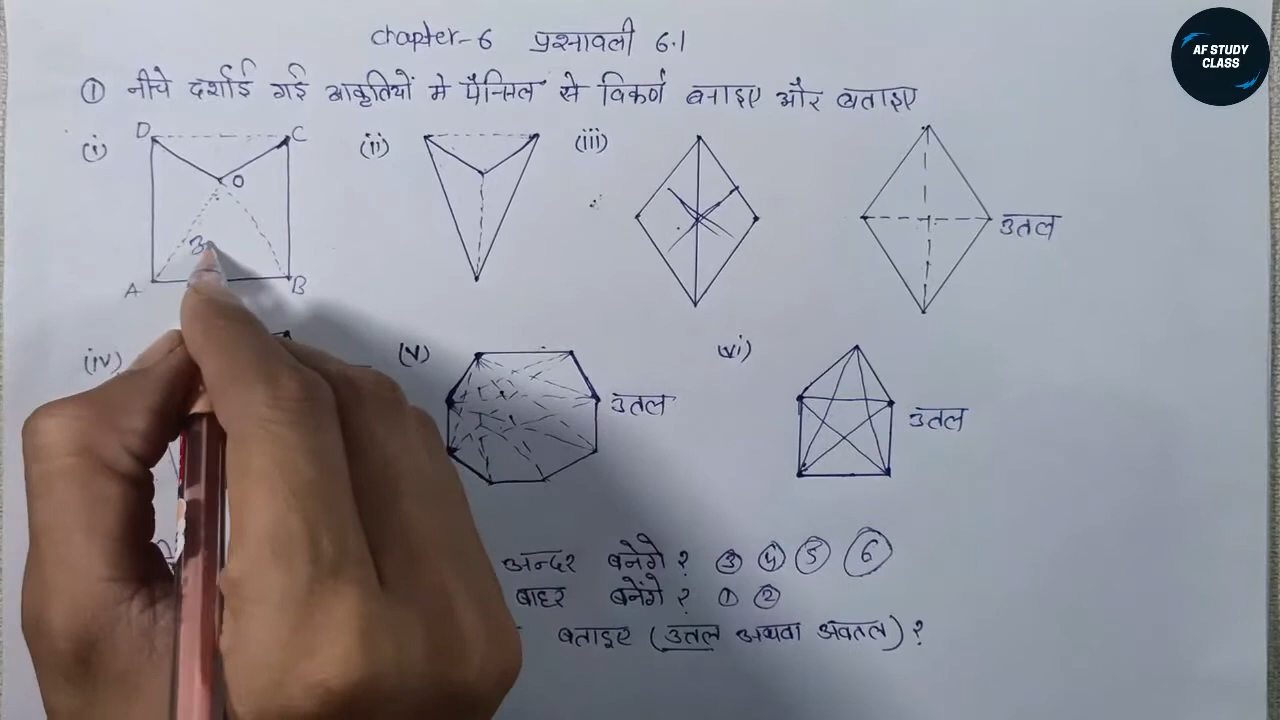 AF STUDY
CLASS
chapter-6 प्रश्नावली 6.1
① नीचे दर्शाई गई आकृतियों मे पैन्सिल से विकर्ण बनाइए और बताइए
(i) D C O A B
(ii)
(iii)
उतल
(iv)
(v) उतल
(vi) उतल
अन्दर बनेगे? ③ ④ ⑤ ⑥
बाहर बनेंगे? ① ②
बताइए (उतल अथवा अवतल)?